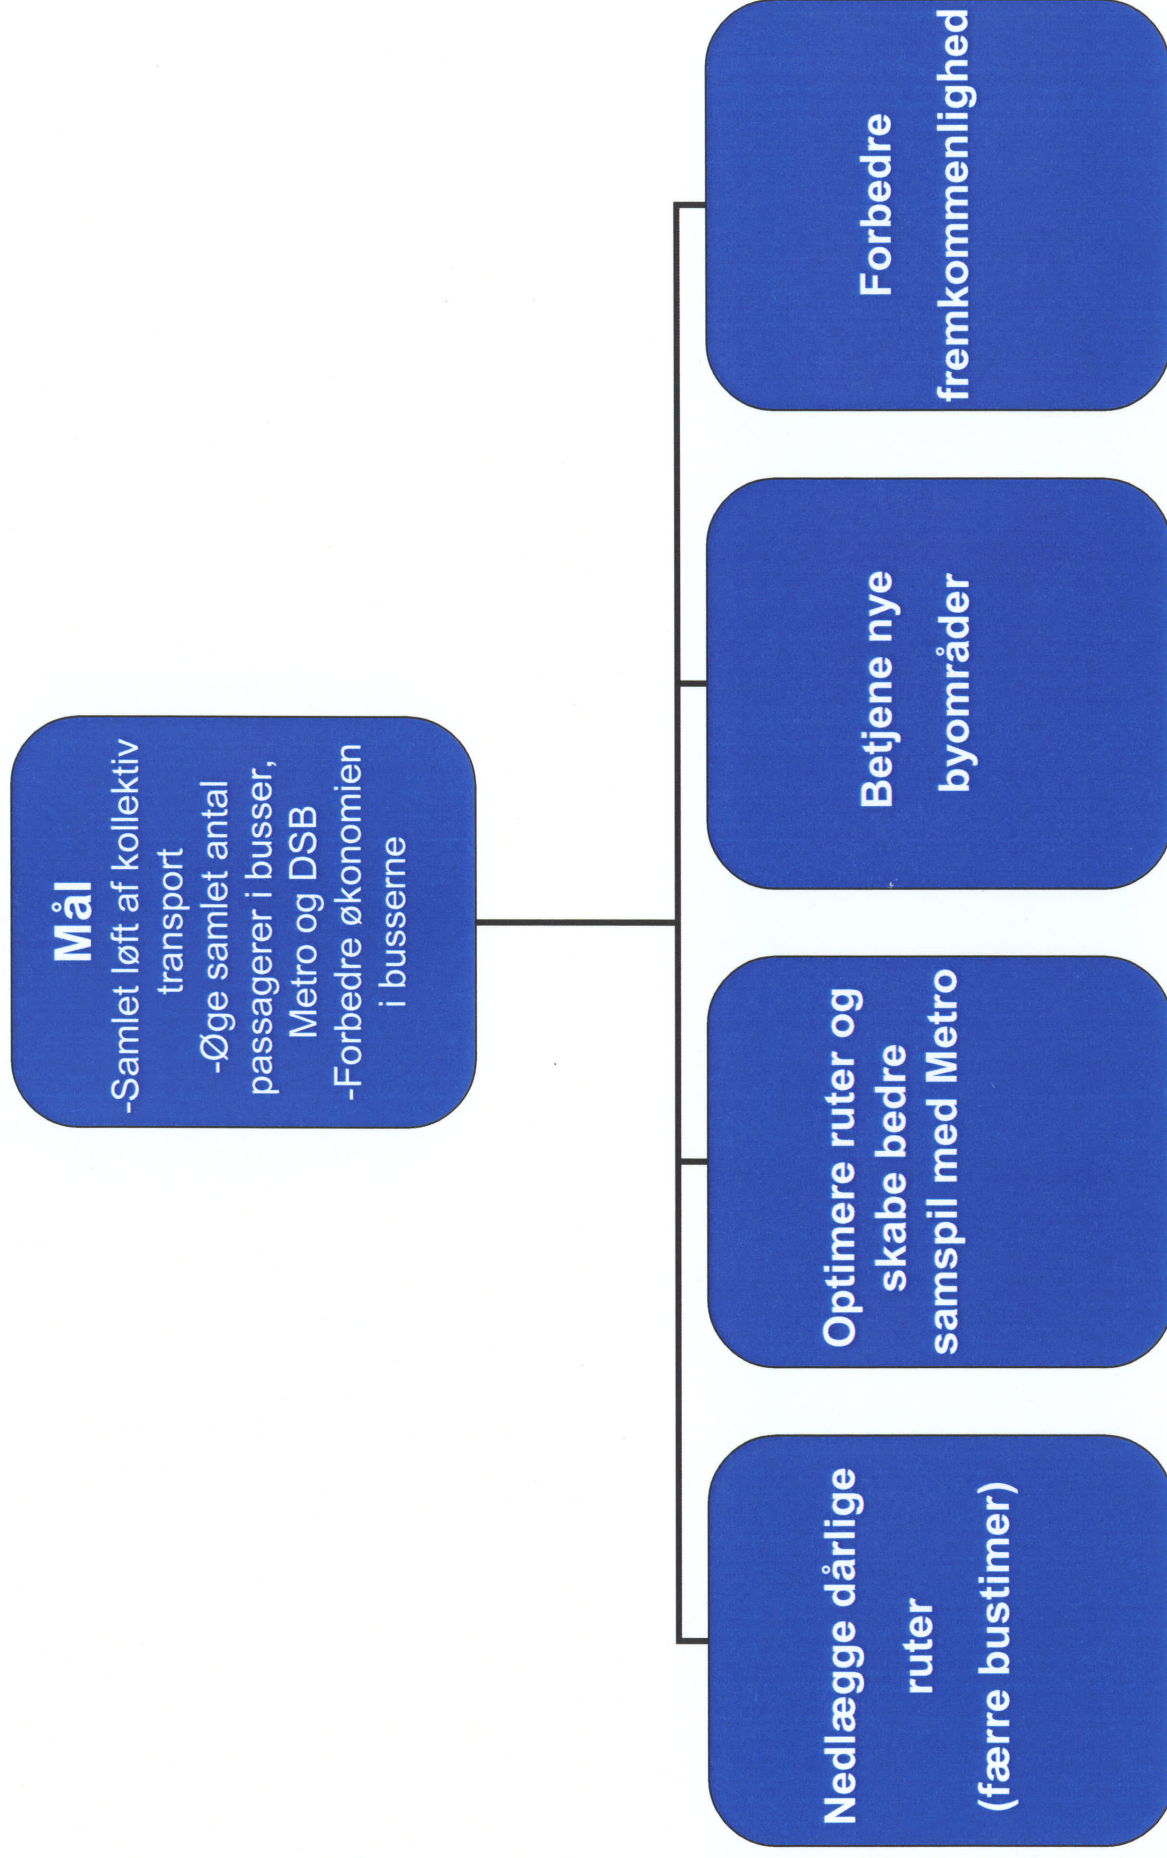 Mål
-Samlet løft af kollektiv
transport
-Øge samlet antal
passagerer i busser,
Metro og DSB
-Forbedre økonomien
i busserne
Nedlægge dårlige
ruter
(færre bustimer)
Optimere ruter og
skabe bedre
samspil med Metro
Betjene nye
byområder
Forbedre
fremkommenlighed